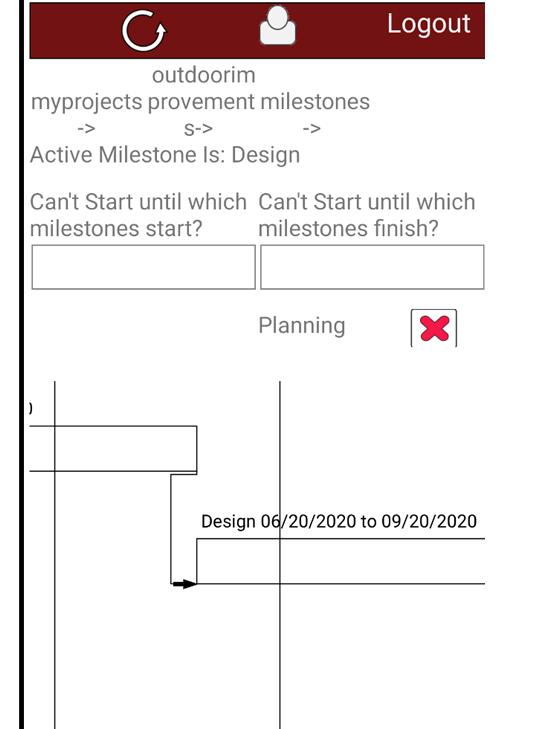 Logout
outdoorim
myprojects provement milestones
-> s-> ->
Active Milestone Is: Design
Can't Start until which milestones start?
Can't Start until which milestones finish?
Planning
Design 06/20/2020 to 09/20/2020